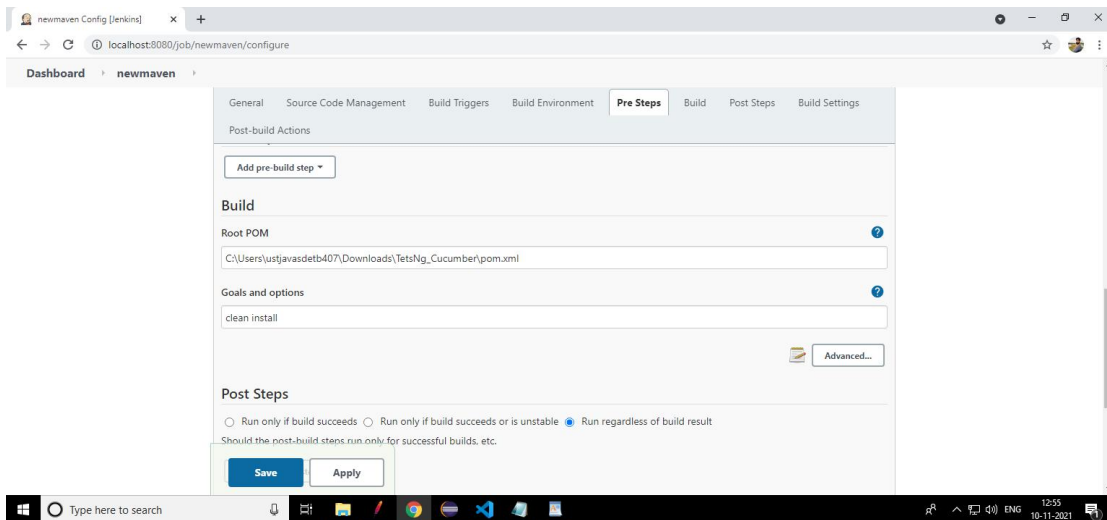 newmaven Config [Jenkins]
localhost:8080/job/newmaven/configure
Dashboard newmaven
General Source Code Management Build Triggers Build Environment Pre Steps Build Post Steps Build Settings
Post-build Actions
Add pre-build step
Build
Root POM
C:\Users\ustjavasdetb407\Downloads\TetsNg_Cucumber\pom.xml
Goals and options
clean install
Advanced...
Post Steps
Run only if build succeeds Run only if build succeeds or is unstable Run regardless of build result
Should the post-build steps run only for successful builds, etc.
Save Apply
Type here to search ENG 12:55
10-11-2021